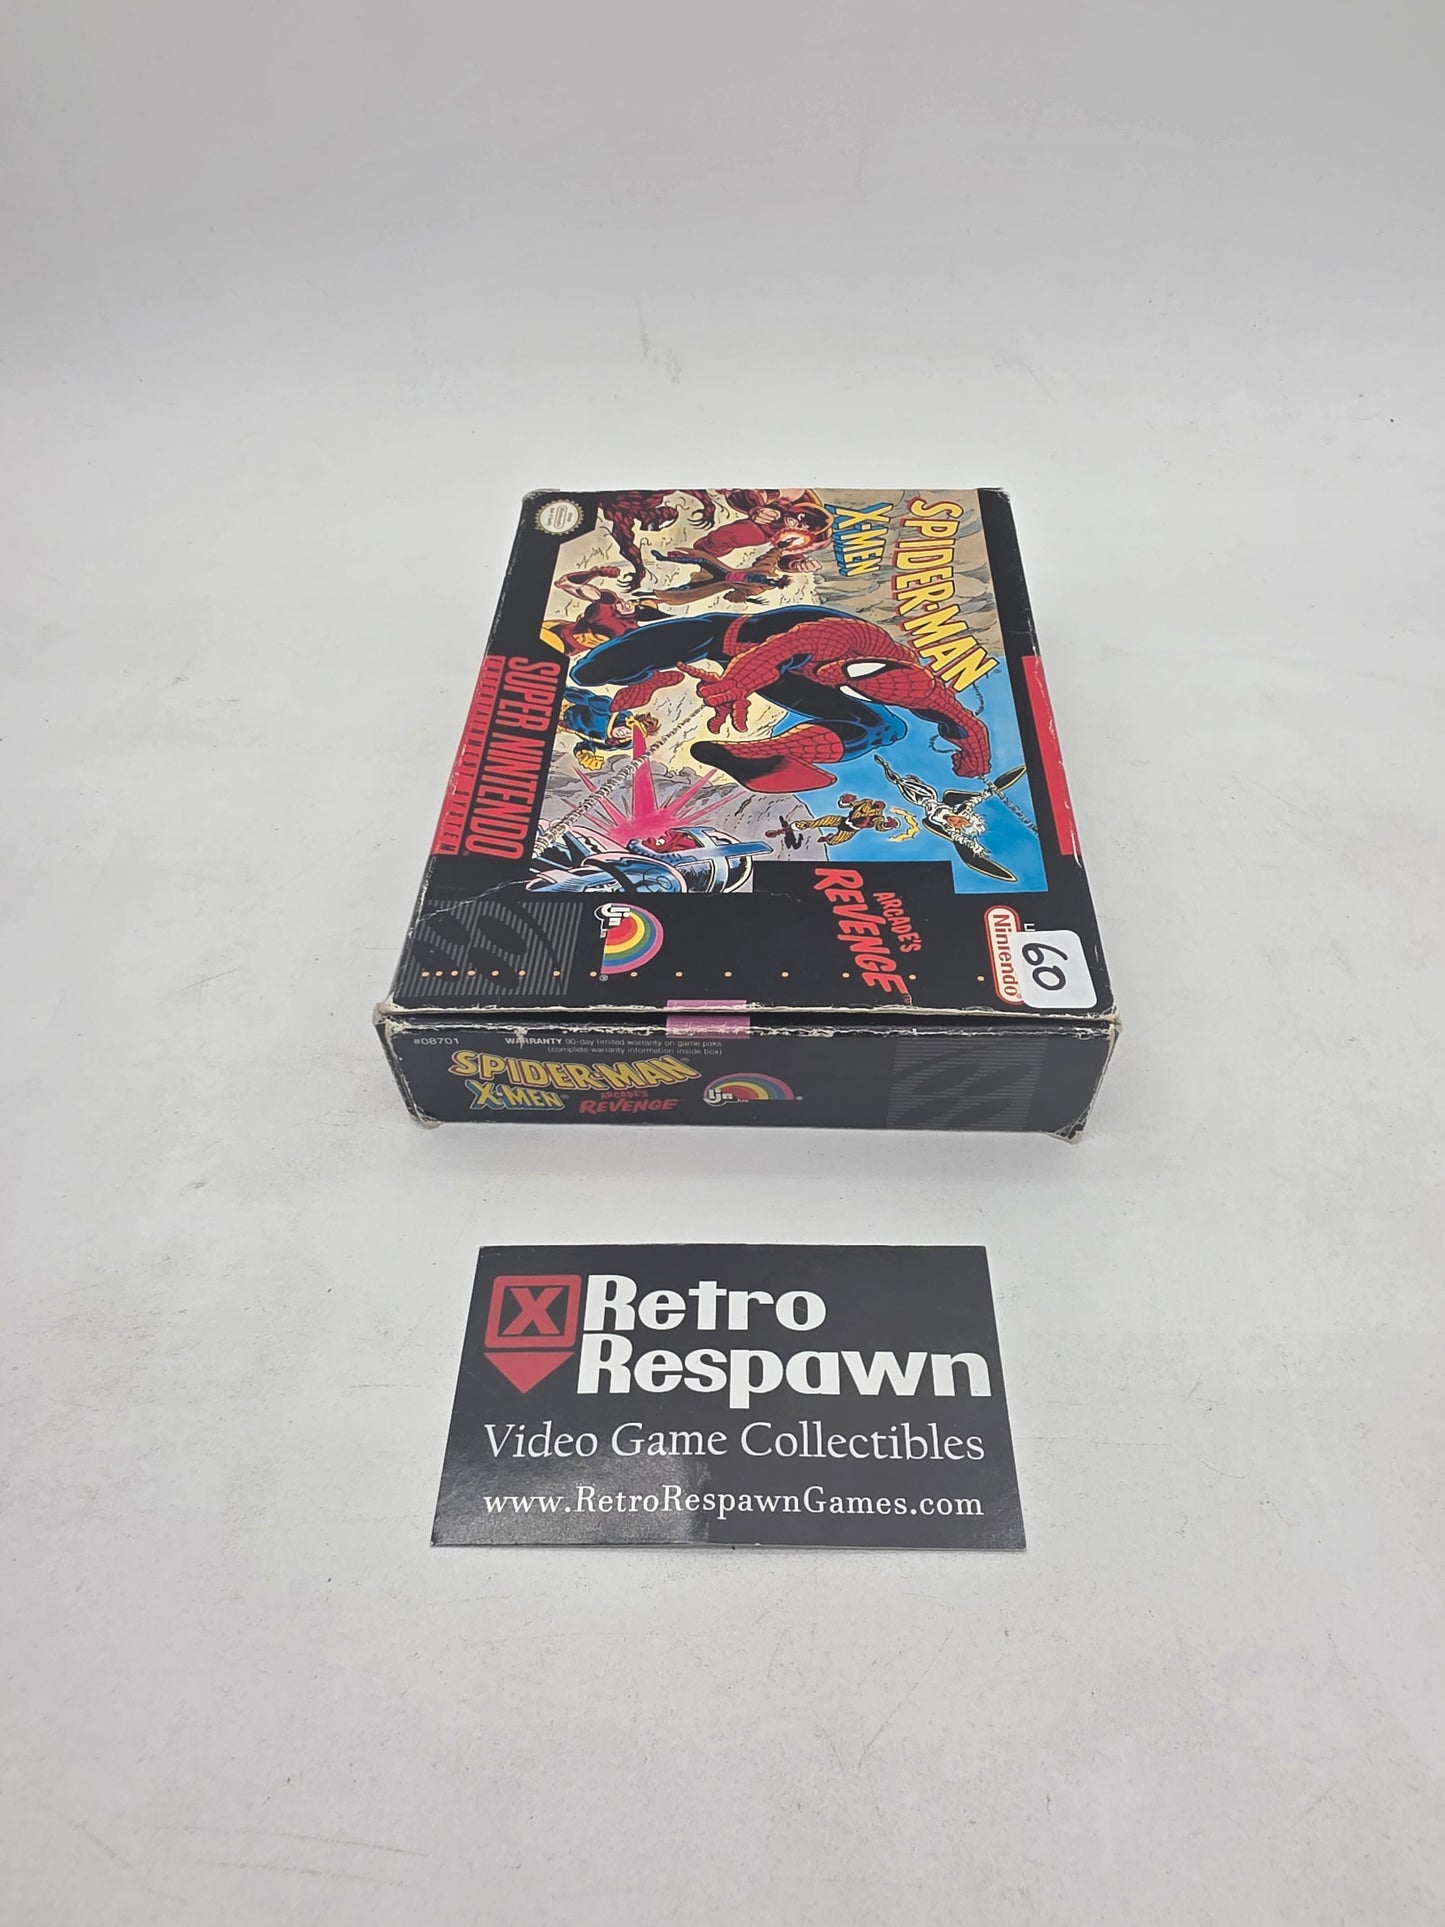 SPIDER-MAN
X-MEN
ARCADE'S
REVENGE
SUPER NINTENDO
ENTERTAINMENT SYSTEM
ljn
Nintendo
60
#08701
WARRANTY 90-day limited warranty on game paks
(complete warranty information inside box)
SPIDER-MAN
X-MEN
ARCADE'S
REVENGE
ljn
X Retro
Respawn
Video Game Collectibles
www.RetroRespawnGames.com